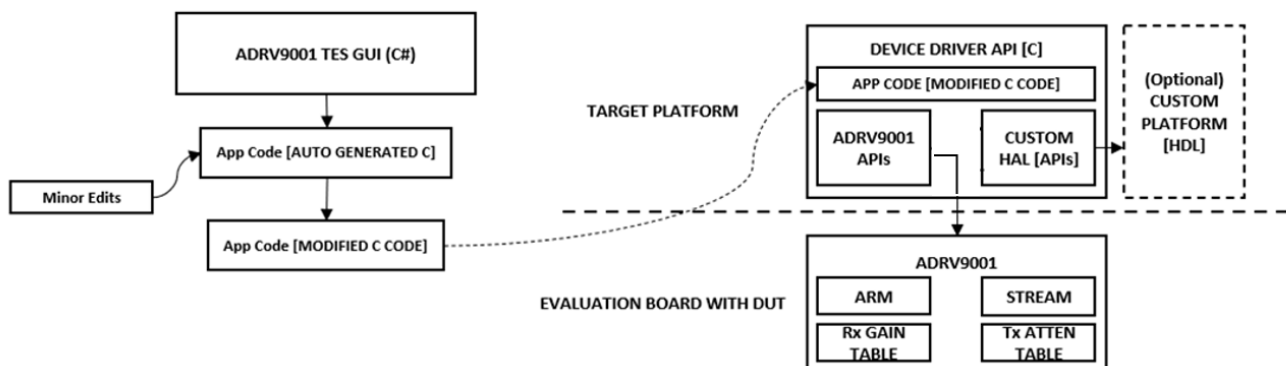 ADRV9001 TES GUI (C#)
App Code [AUTO GENERATED C]
Minor Edits
App Code [MODIFIED C CODE]
TARGET PLATFORM
DEVICE DRIVER API [C]
APP CODE [MODIFIED C CODE]
ADRV9001
APIs
CUSTOM
HAL [APIs]
(Optional)
CUSTOM
PLATFORM
[HDL]
EVALUATION BOARD WITH DUT
ADRV9001
ARM
STREAM
Rx GAIN
TABLE
Tx ATTEN
TABLE